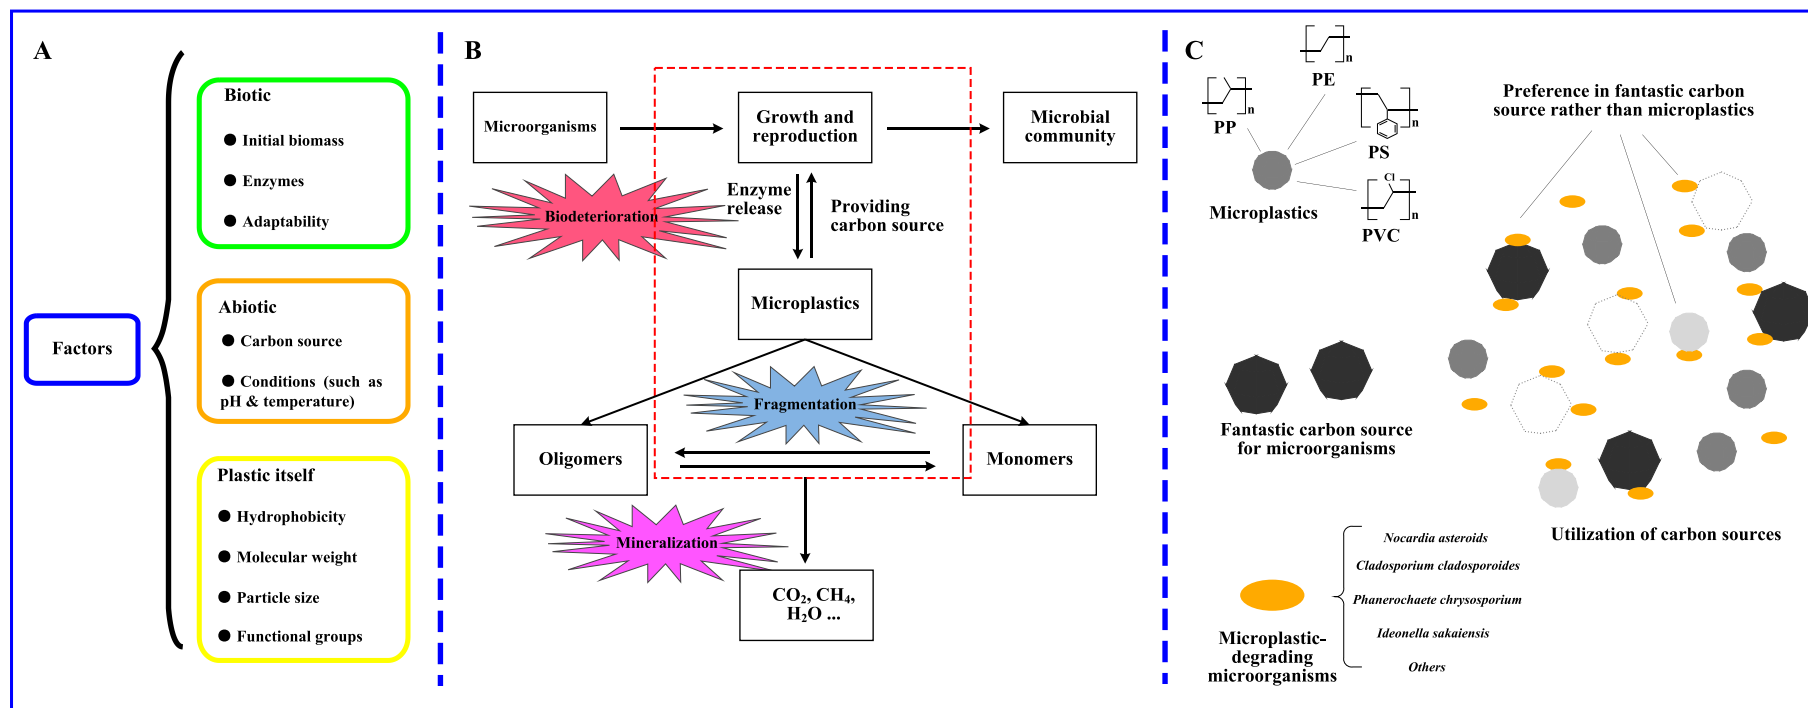 A
Factors
Biotic
● Initial biomass
● Enzymes
● Adaptability
Abiotic
● Carbon source
● Conditions (such as
pH & temperature)
Plastic itself
● Hydrophobicity
● Molecular weight
● Particle size
● Functional groups
B
Microorganisms
Growth and
reproduction
Microbial
community
Biodeterioration
Enzyme
release
Providing
carbon source
Microplastics
Fragmentation
Oligomers
Monomers
Mineralization
CO₂, CH₄,
H₂O ...
C
n
PE
n
PP
n
PS
Cl
n
PVC
Microplastics
Preference in fantastic carbon
source rather than microplastics
Fantastic carbon source
for microorganisms
Utilization of carbon sources
Microplastic-
degrading
microorganisms
Nocardia asteroids
Cladosporium cladosporoides
Phanerochaete chrysosporium
Ideonella sakaiensis
Others